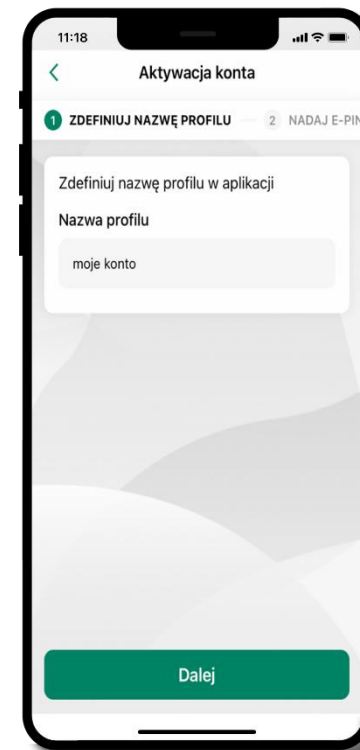 11:18
Aktywacja konta
1 ZDEFINIUJ NAZWĘ PROFILU 2 NADAJ E-PIN
Zdefiniuj nazwę profilu w aplikacji
Nazwa profilu
moje konto
Dalej